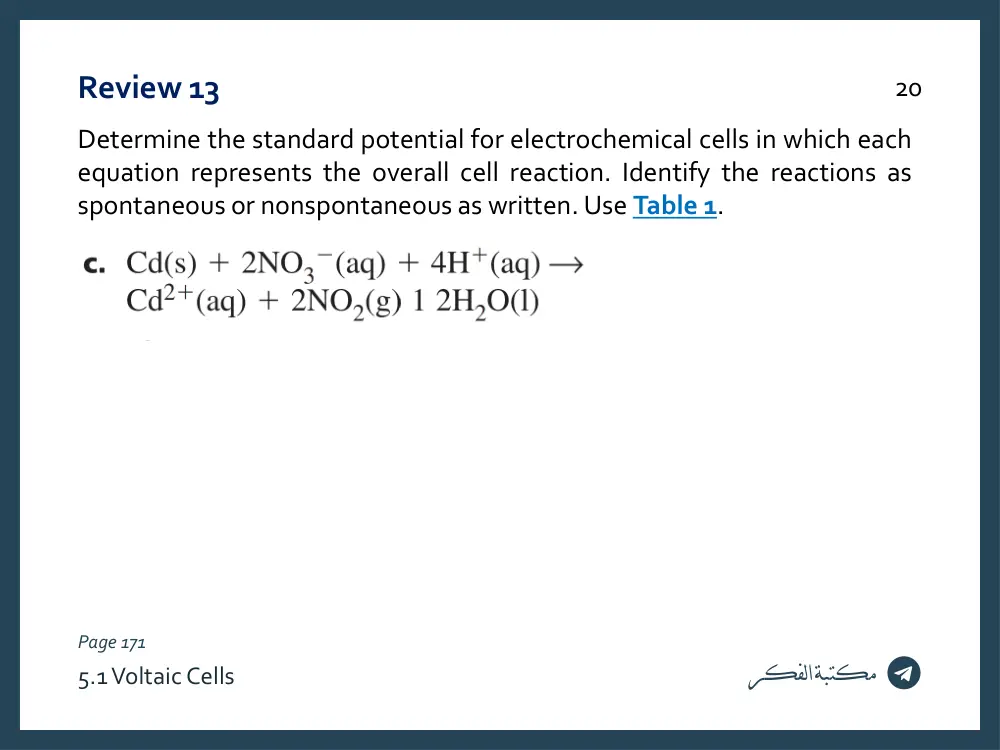 Review 13
20
Determine the standard potential for electrochemical cells in which each
equation represents the overall cell reaction. Identify the reactions as
spontaneous or nonspontaneous as written. Use Table 1.
c. Cd(s) + 2NO₃⁻(aq) + 4H⁺(aq) ⟶
Cd²⁺(aq) + 2NO₂(g) 1 2H₂O(l)
Page 171
5.1 Voltaic Cells
مكتبة الفكر